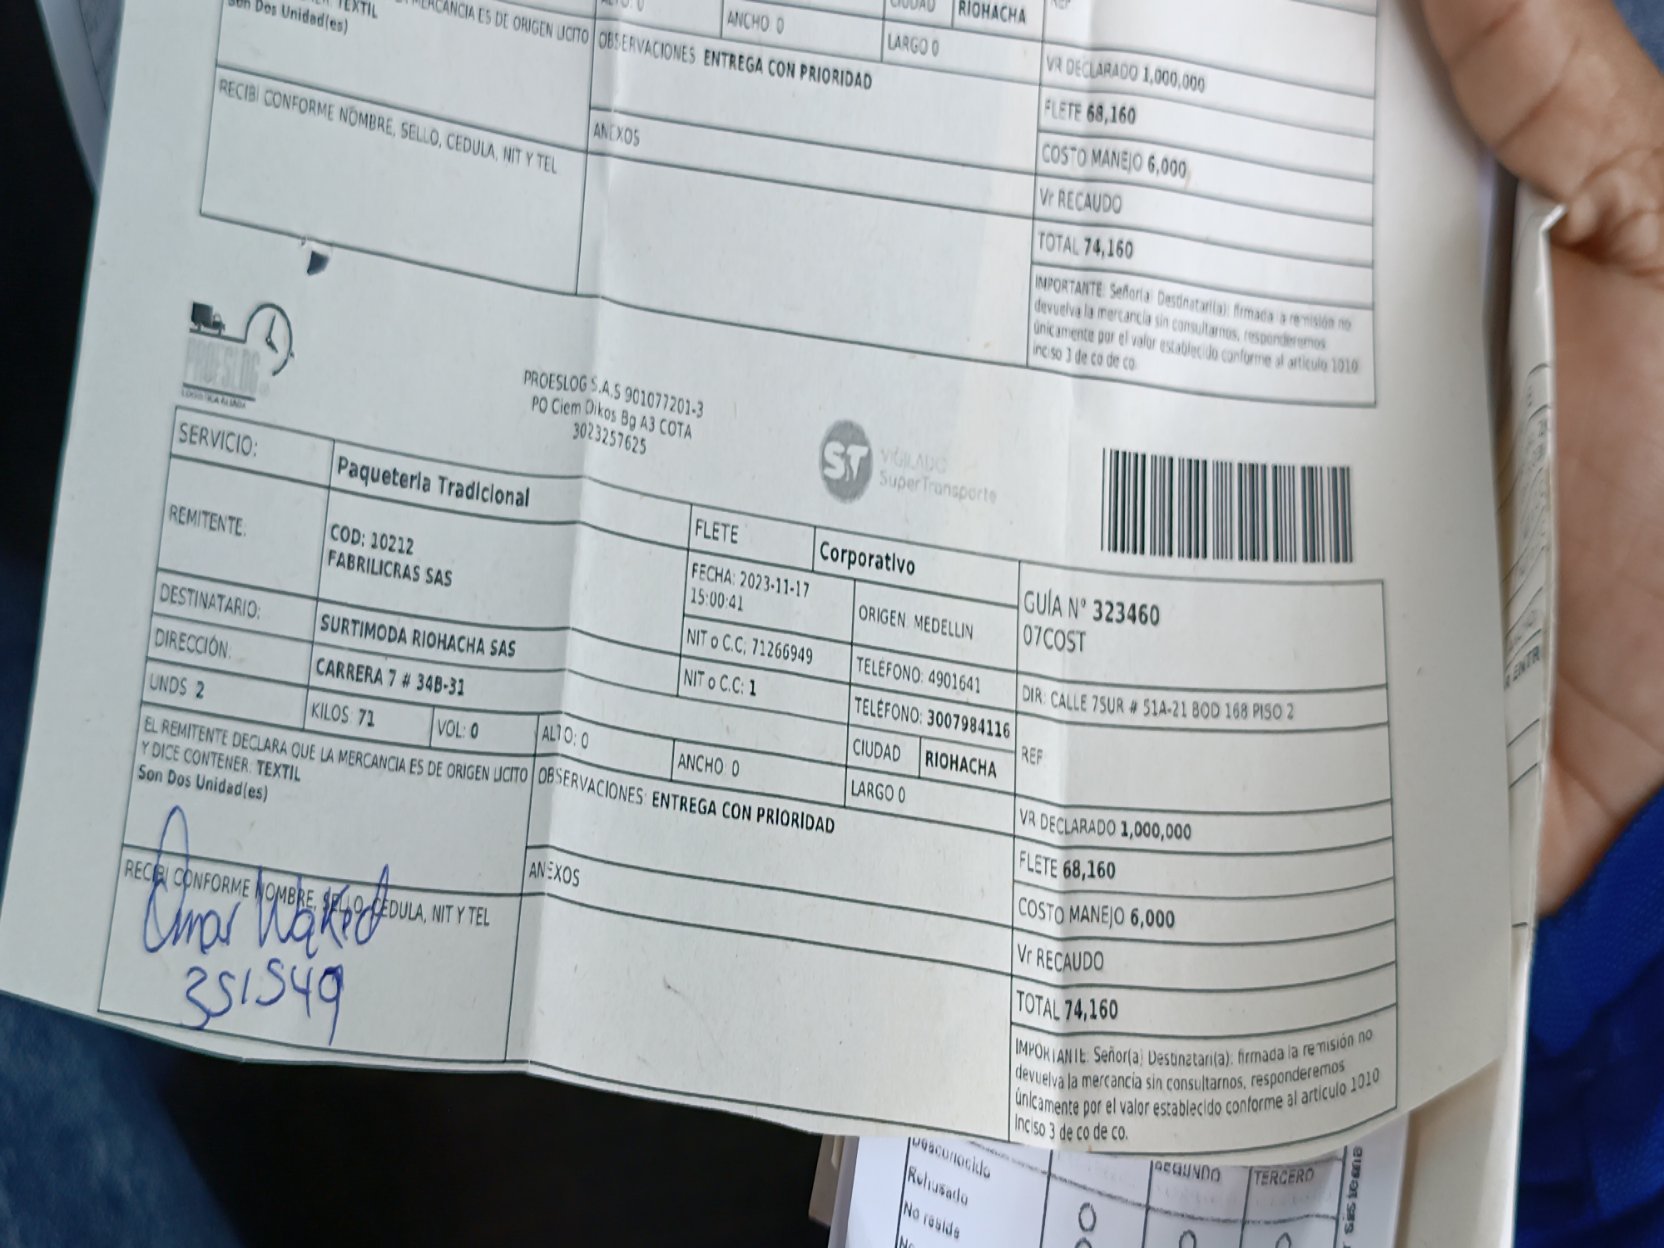 TEXTIL
MERCANCIA ES DE ORIGEN LICITO
Son Dos Unidad(es)
ANCHO 0
LARGO 0
CIUDAD RIOHACHA
REF
OBSERVACIONES ENTREGA CON PRIORIDAD
VR DECLARADO 1,000,000
FLETE 68,160
RECIBI CONFORME NOMBRE, SELLO, CEDULA, NIT Y TEL
ANEXOS
COSTO MANEJO 6,000
Vr RECAUDO
TOTAL 74,160
IMPORTANTE: Señor(a) Destinatari(a): firmada la remisión no
devuelva la mercancia sin consultarnos, responderemos
únicamente por el valor establecido conforme al articulo 1010
inciso 3 de co de co.
PROESLOG
LOGISTICA ALIADA
PROESLOG S.A.S 901077201-3
PO Ciem Oikos Bg A3 COTA
3023257625
ST VIGILADO
SuperTransporte
SERVICIO:
Paqueteria Tradicional
FLETE
Corporativo
GUÍA Nº 323460
07COST
REMITENTE:
COD: 10212
FABRILICRAS SAS
FECHA: 2023-11-17
15:00:41
ORIGEN: MEDELLIN
NIT o C.C; 71266949
TELÉFONO: 4901641
DIR: CALLE 7SUR # 51A-21 BOD 168 PISO 2
DESTINATARIO:
SURTIMODA RIOHACHA SAS
NIT o C.C: 1
TELÉFONO: 3007984116
REF
DIRECCIÓN:
CARRERA 7 # 34B-31
CIUDAD RIOHACHA
UNDS 2
KILOS: 71
VOL: 0
ALTO: 0
ANCHO: 0
LARGO 0
VR DECLARADO 1,000,000
EL REMITENTE DECLARA QUE LA MERCANCIA ES DE ORIGEN LICITO
Y DICE CONTENER: TEXTIL
Son Dos Unidad(es)
OBSERVACIONES: ENTREGA CON PRIORIDAD
FLETE 68,160
RECIBI CONFORME NOMBRE, SELLO, CEDULA, NIT Y TEL
Omar Waked
351549
ANEXOS
COSTO MANEJO 6,000
Vr RECAUDO
TOTAL 74,160
IMPORTANTE: Señor(a) Destinatari(a): firmada la remisión no
devuelva la mercancia sin consultarnos, responderemos
únicamente por el valor establecido conforme al articulo 1010
inciso 3 de co de co.
Desconocido
Rehusado
No reside
SEGUNDO
TERCERO